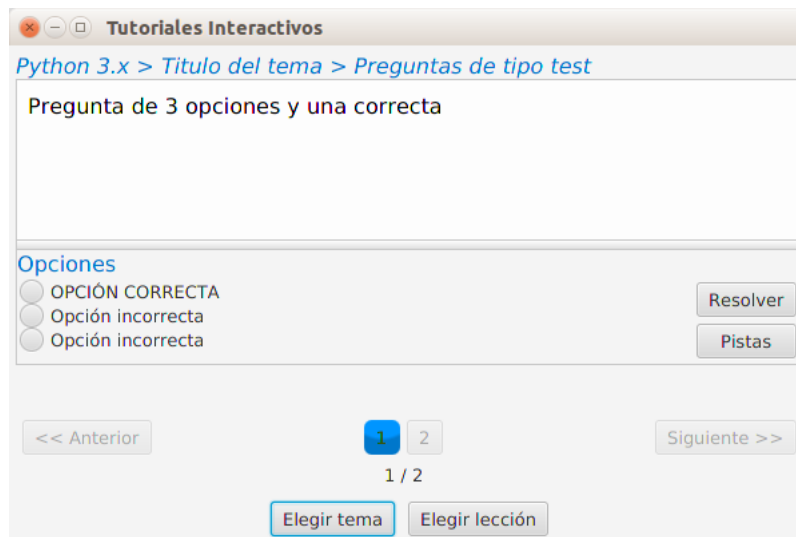 Tutoriales Interactivos
Python 3.x > Titulo del tema > Preguntas de tipo test
Pregunta de 3 opciones y una correcta
Opciones
OPCIÓN CORRECTA
Opción incorrecta
Opción incorrecta
Resolver
Pistas
<< Anterior
1
2
Siguiente >>
1 / 2
Elegir tema
Elegir lección